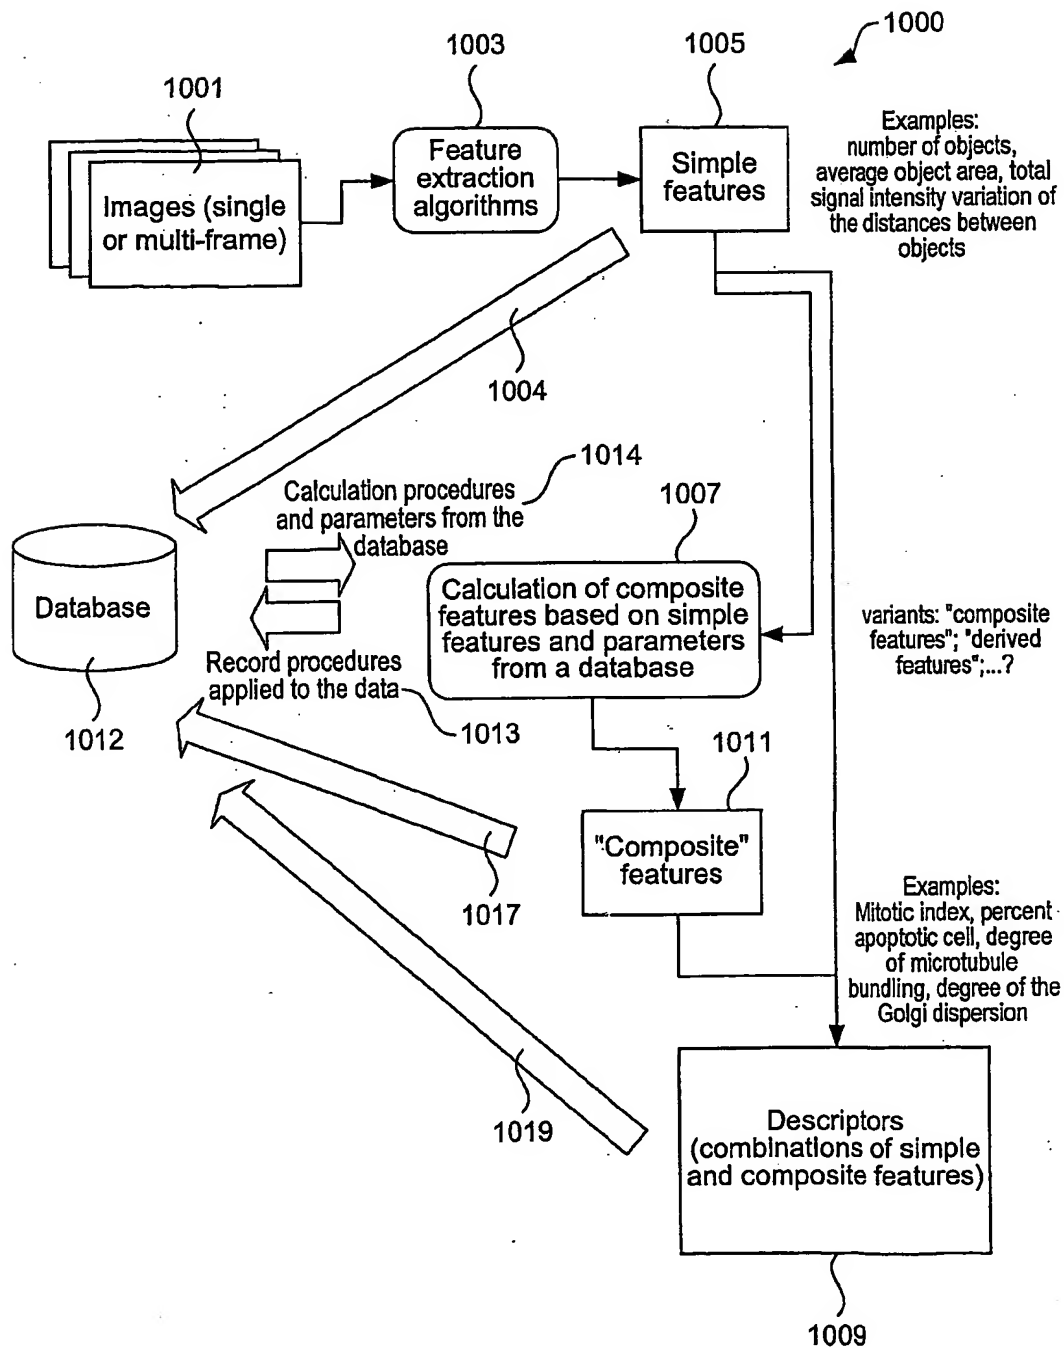 1000
1003
1005
1001
Examples:
number of objects,
average object area, total
signal intensity variation of
the distances between
objects
Feature
extraction
algorithms
Simple
features
Images (single
or multi-frame)
1004
1014
Calculation procedures
and parameters from the
database
1007
Database
Calculation of composite
features based on simple
features and parameters
from a database
variants: "composite
features"; "derived
features";...?
Record procedures
applied to the data
1012
1013
1011
"Composite"
features
1017
Examples:
Mitotic index, percent
apoptotic cell, degree
of microtubule
bundling, degree of the
Golgi dispersion
1019
Descriptors
(combinations of simple
and composite features)
1009